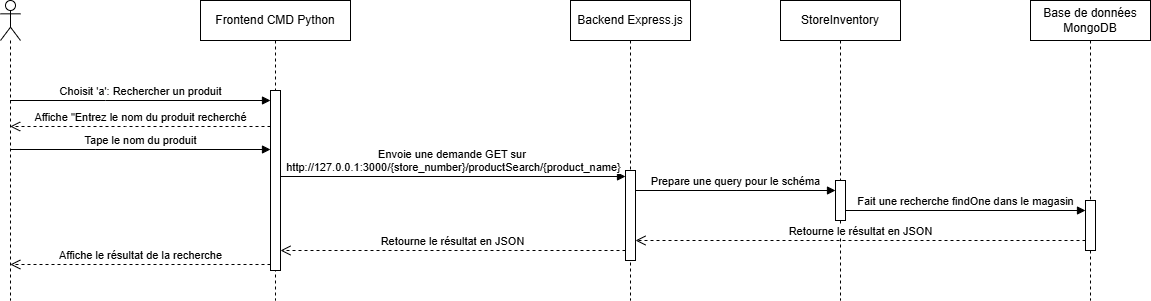 Frontend CMD Python
Backend Express.js
StoreInventory
Base de données
MongoDB
Choisit 'a': Rechercher un produit
Affiche "Entrez le nom du produit recherché
Tape le nom du produit
Envoie une demande GET sur
http://127.0.0.1:3000/{store_number}/productSearch/{product_name}
Prepare une query pour le schéma
Fait une recherche findOne dans le magasin
Retourne le résultat en JSON
Retourne le résultat en JSON
Affiche le résultat de la recherche